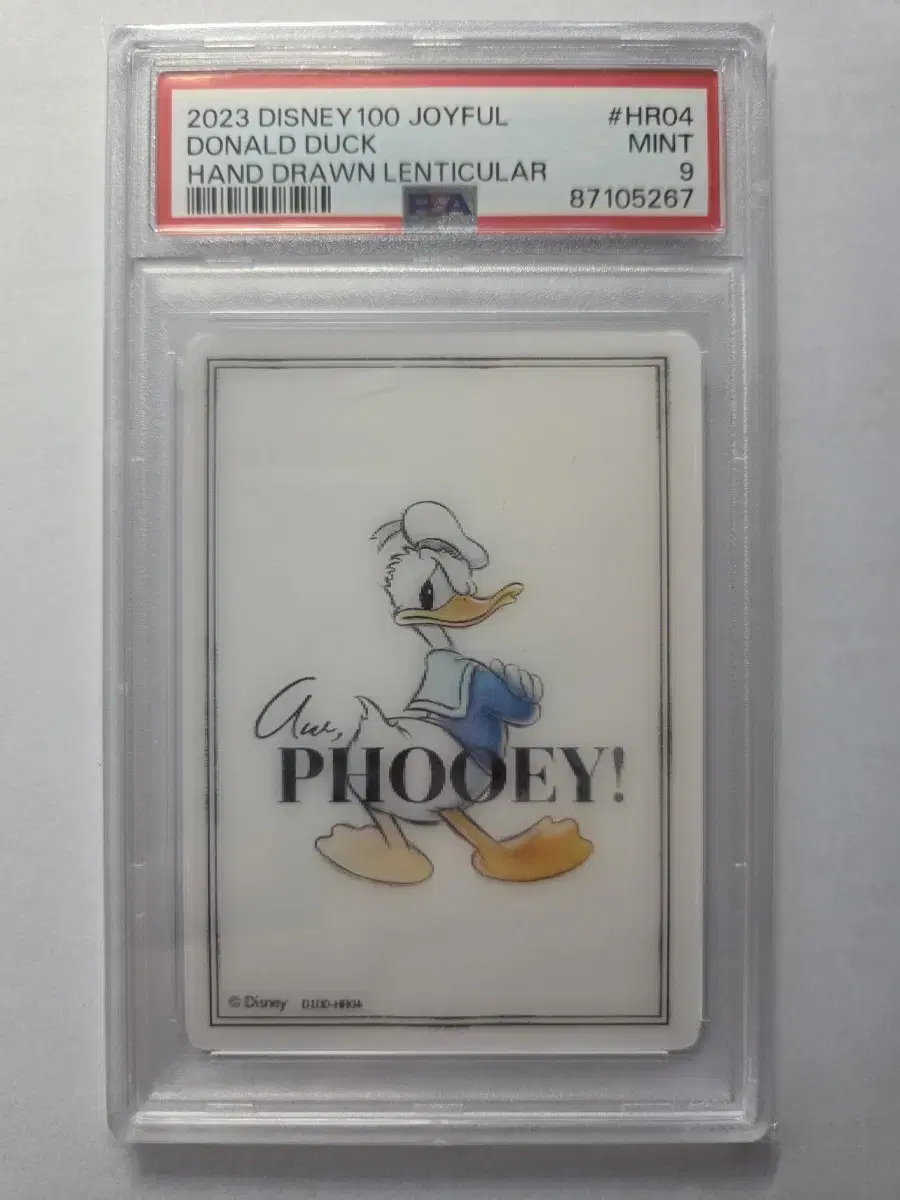 2023 DISNEY100 JOYFUL #HR04
DONALD DUCK MINT
HAND DRAWN LENTICULAR 9
PSA 87105267
Aw,
PHOOEY!
© Disney D100-HR04